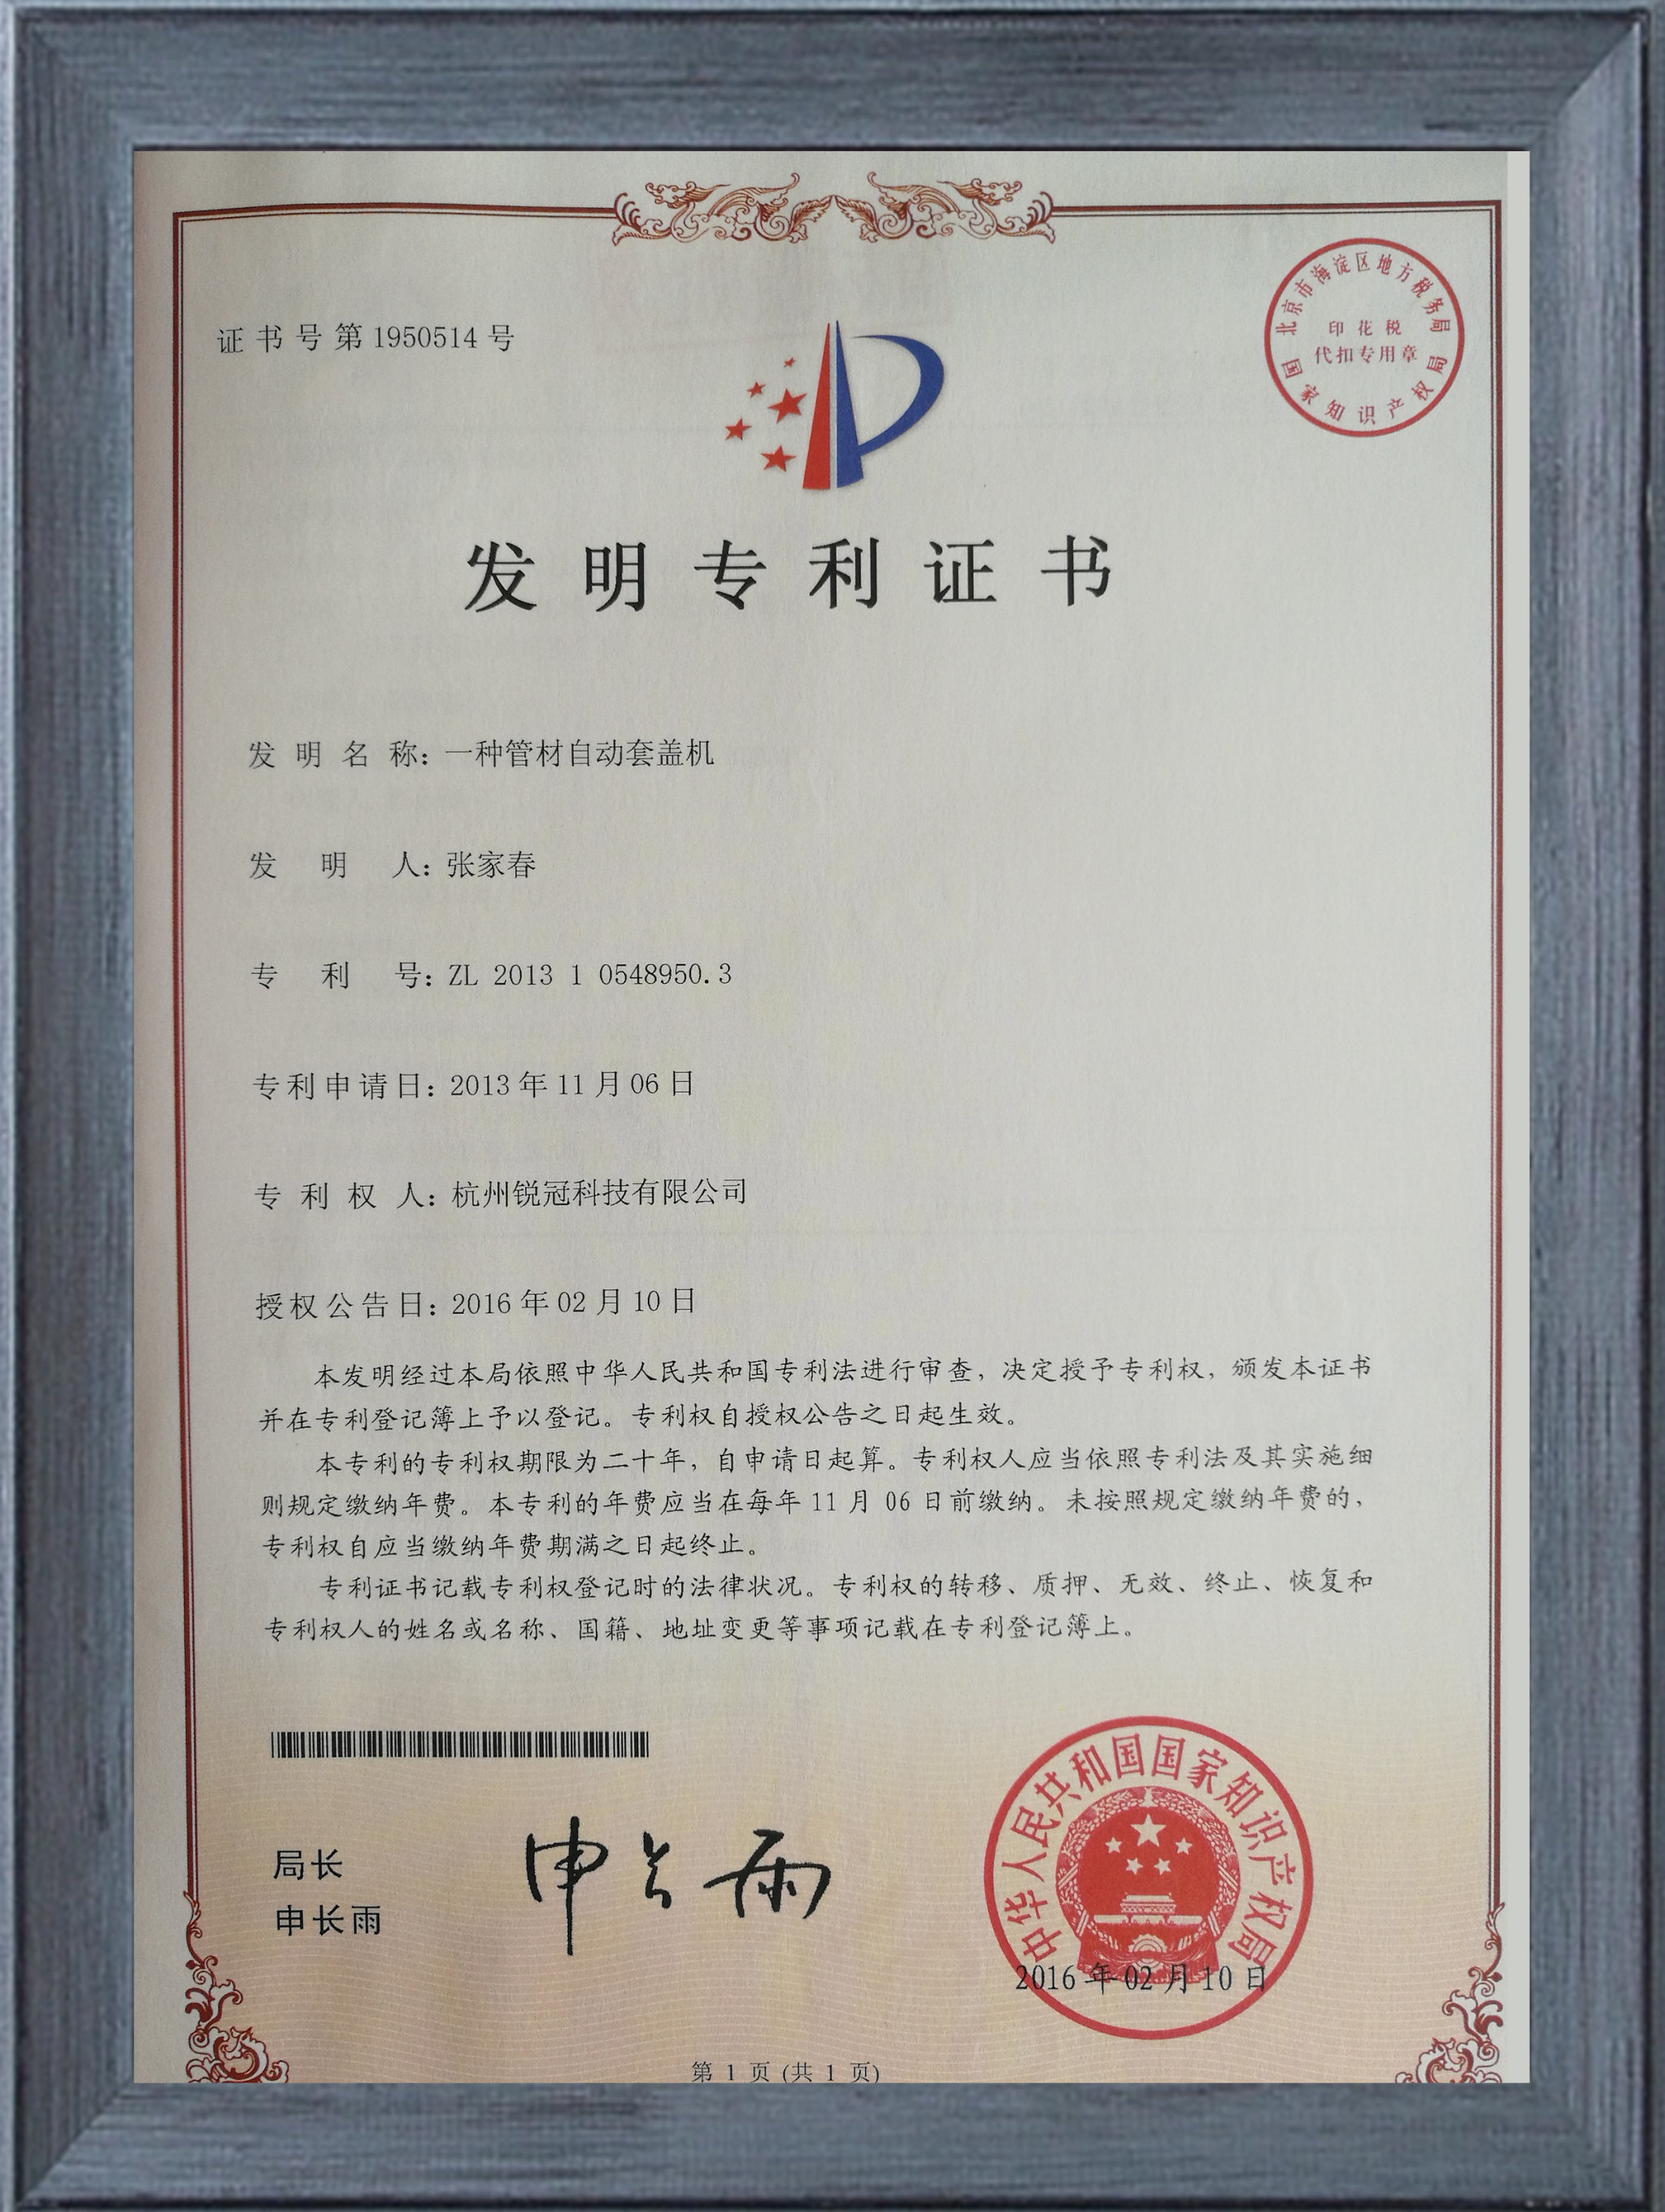 证书号第1950514号
北京市海淀区地方税务局
印花税
代扣专用章
国家知识产权局
发明专利证书
发明名称：一种管材自动套盖机
发明人：张家春
专利号：ZL 2013 1 0548950.3
专利申请日：2013年11月06日
专利权人：杭州锐冠科技有限公司
授权公告日：2016年02月10日
本发明经过本局依照中华人民共和国专利法进行审查，决定授予专利权，颁发本证书
并在专利登记簿上予以登记。专利权自授权公告之日起生效。
本专利的专利权期限为二十年，自申请日起算。专利权人应当依照专利法及其实施细
则规定缴纳年费。本专利的年费应当在每年11月06日前缴纳。未按照规定缴纳年费的，
专利权自应当缴纳年费期满之日起终止。
专利证书记载专利权登记时的法律状况。专利权的转移、质押、无效、终止、恢复和
专利权人的姓名或名称、国籍、地址变更等事项记载在专利登记簿上。
局长
申长雨
申长雨
中华人民共和国国家知识产权局
2016年02月10日
第1页(共1页)